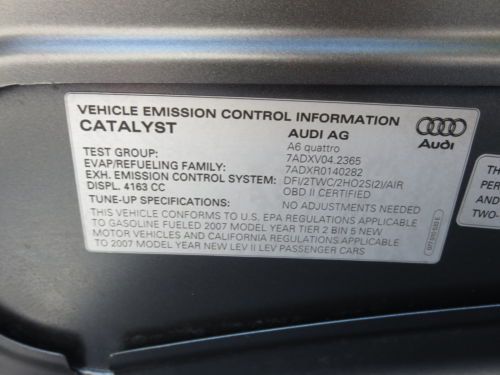 VEHICLE EMISSION CONTROL INFORMATION
CATALYST AUDI AG
Audi
A6 quattro
TEST GROUP: 7ADXV04.2365
EVAP/REFUELING FAMILY: 7ADXR0140282
EXH. EMISSION CONTROL SYSTEM: DFI/2TWC/2HO2S(2)/AIR
DISPL. 4163 CC OBD II CERTIFIED
TUNE-UP SPECIFICATIONS: NO ADJUSTMENTS NEEDED
THIS VEHICLE CONFORMS TO U.S. EPA REGULATIONS APPLICABLE
TO GASOLINE FUELED 2007 MODEL YEAR TIER 2 BIN 5 NEW
MOTOR VEHICLES AND CALIFORNIA REGULATIONS APPLICABLE
TO 2007 MODEL YEAR NEW LEV II LEV PASSENGER CARS
PER
AND
TWO-